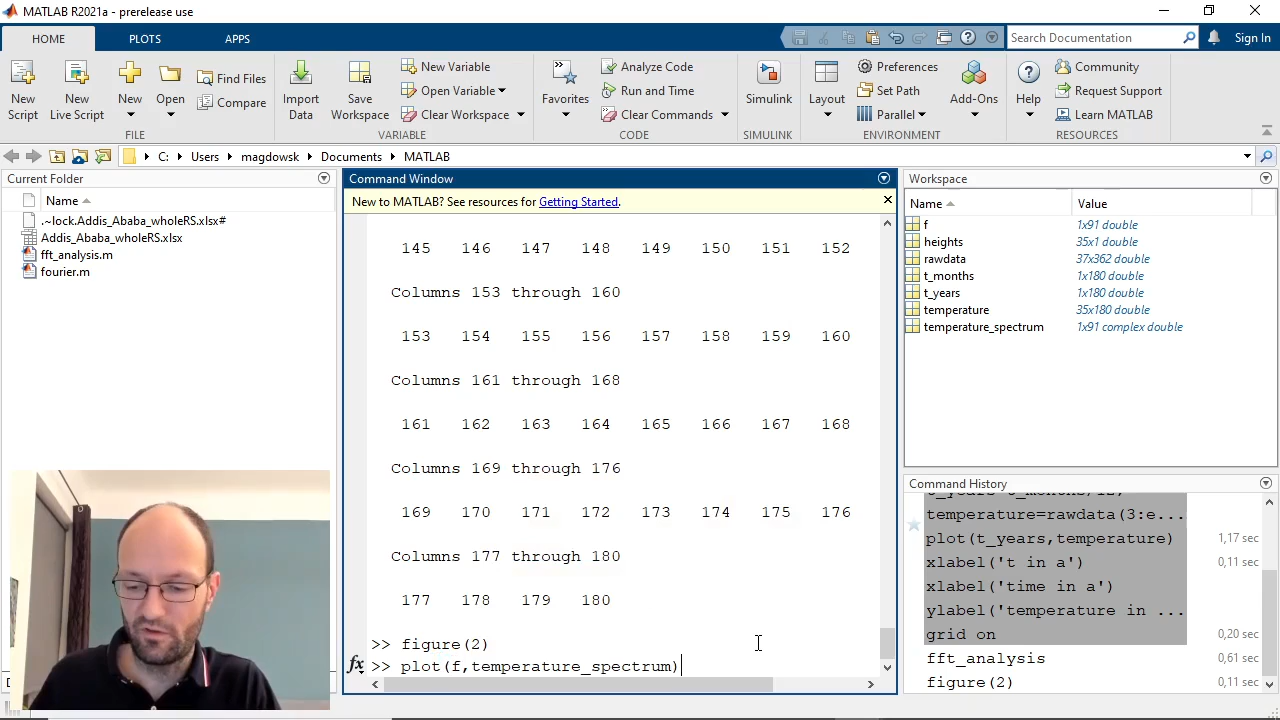 MATLAB R2021a - prerelease use
HOME PLOTS APPS
Search Documentation Sign In
New Script
New Live Script
New
Open
Find Files
Compare
FILE
Import Data
Save Workspace
New Variable
Open Variable
Clear Workspace
VARIABLE
Favorites
Analyze Code
Run and Time
Clear Commands
CODE
Simulink
SIMULINK
Layout
Preferences
Set Path
Parallel
Add-Ons
ENVIRONMENT
Help
Community
Request Support
Learn MATLAB
RESOURCES
C: Users magdowsk Documents MATLAB
Current Folder
Name
.~lock.Addis_Ababa_wholeRS.xlsx#
Addis_Ababa_wholeRS.xlsx
fft_analysis.m
fourier.m
Command Window
New to MATLAB? See resources for Getting Started.
145 146 147 148 149 150 151 152
Columns 153 through 160
153 154 155 156 157 158 159 160
Columns 161 through 168
161 162 163 164 165 166 167 168
Columns 169 through 176
169 170 171 172 173 174 175 176
Columns 177 through 180
177 178 179 180
>> figure(2)
fx >> plot(f,temperature_spectrum)
Workspace
Name Value
f 1x91 double
heights 35x1 double
rawdata 37x362 double
t_months 1x180 double
t_years 1x180 double
temperature 35x180 double
temperature_spectrum 1x91 complex double
Command History
temperature=rawdata(3:e...
plot(t_years,temperature) 1,17 sec
xlabel('t in a') 0,11 sec
xlabel('time in a')
ylabel('temperature in ...
grid on 0,20 sec
fft_analysis 0,61 sec
figure(2) 0,11 sec